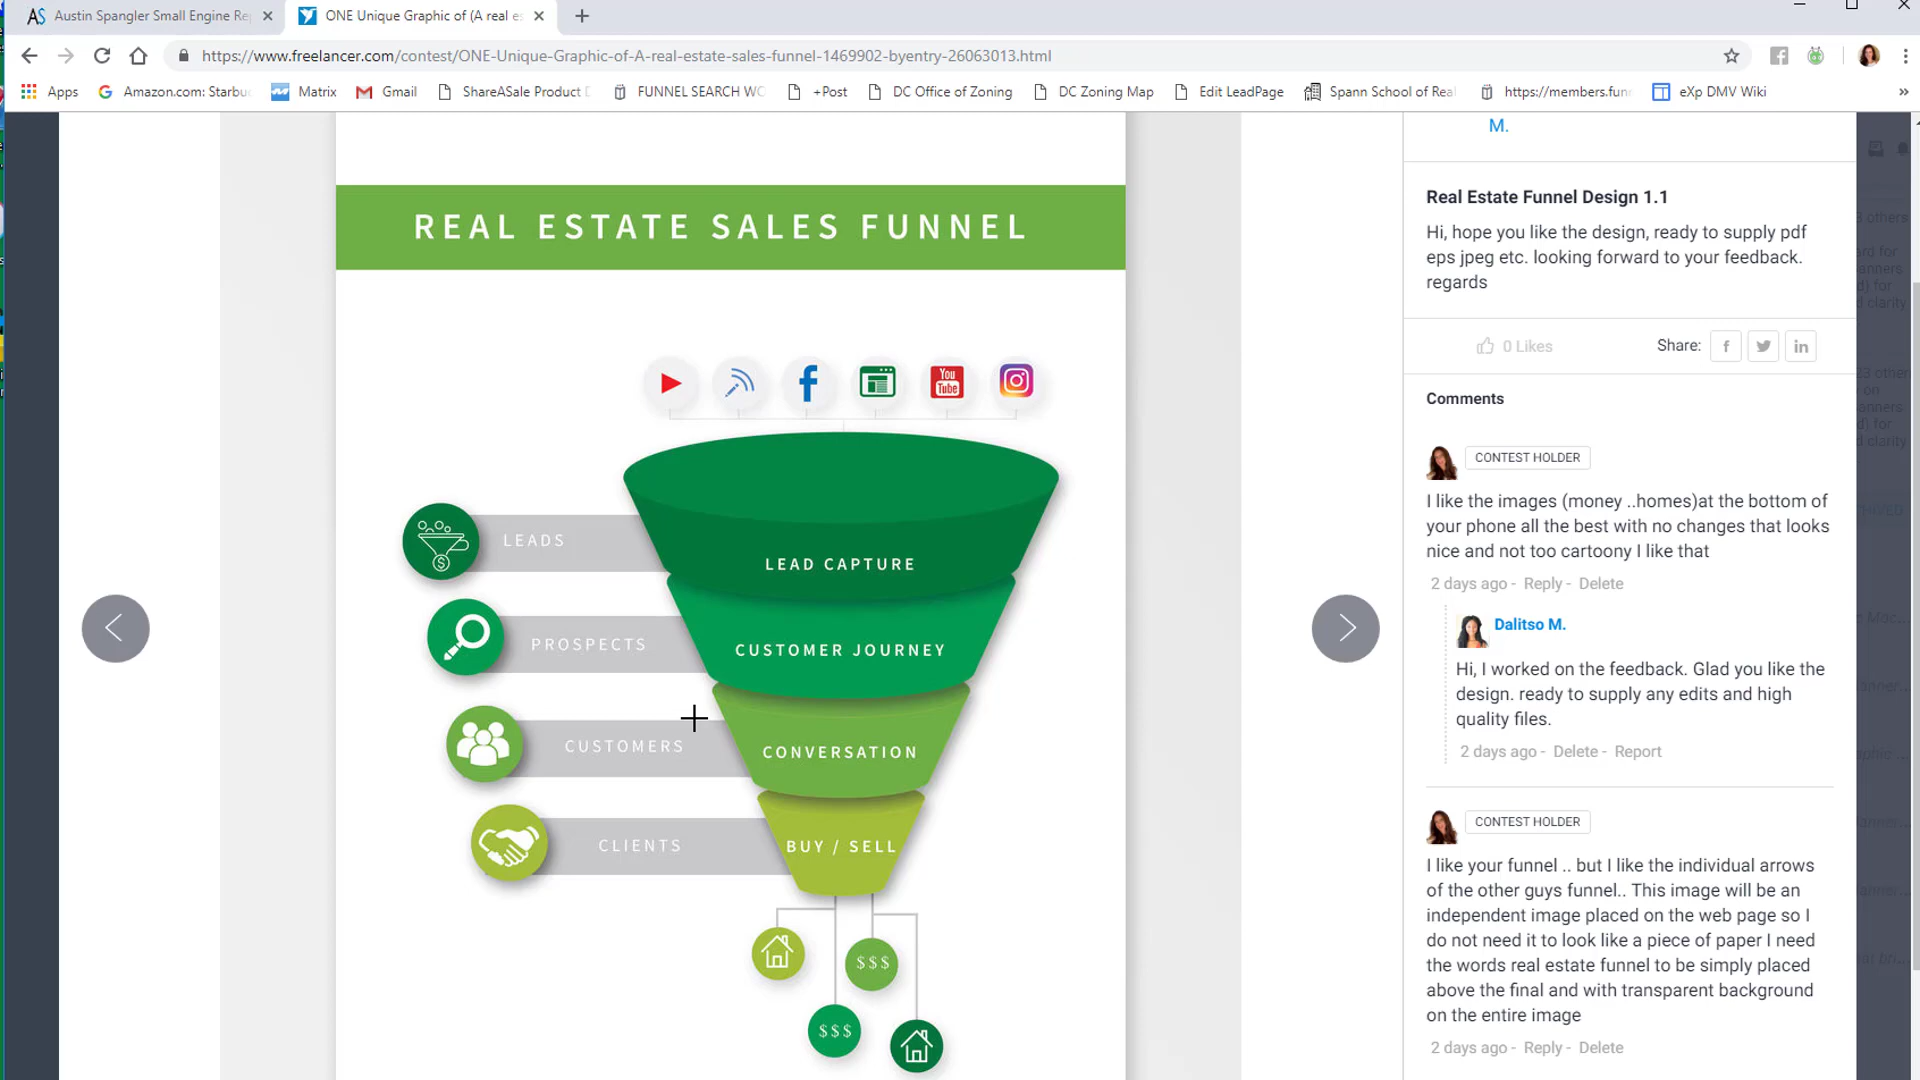 AS Austin Spangler Small Engine Re
ONE Unique Graphic of (A real es
https://www.freelancer.com/contest/ONE-Unique-Graphic-of-A-real-estate-sales-funnel-1469902-byentry-26063013.html
Apps
Amazon.com: Starbu
Matrix
Gmail
ShareASale Product D
FUNNEL SEARCH WO
+Post
DC Office of Zoning
DC Zoning Map
Edit LeadPage
Spann School of Real
https://members.fun
eXp DMV Wiki
REAL ESTATE SALES FUNNEL
You
Tube
LEADS
LEAD CAPTURE
PROSPECTS
CUSTOMER JOURNEY
CUSTOMERS
CONVERSATION
CLIENTS
BUY / SELL
$$$
$$$
M.
Real Estate Funnel Design 1.1
Hi, hope you like the design, ready to supply pdf
eps jpeg etc. looking forward to your feedback.
regards
0 Likes
Share:
Comments
CONTEST HOLDER
I like the images (money ..homes)at the bottom of
your phone all the best with no changes that looks
nice and not too cartoony I like that
2 days ago - Reply - Delete
Dalitso M.
Hi, I worked on the feedback. Glad you like the
design. ready to supply any edits and high
quality files.
2 days ago - Delete - Report
CONTEST HOLDER
I like your funnel .. but I like the individual arrows
of the other guys funnel.. This image will be an
independent image placed on the web page so I
do not need it to look like a piece of paper I need
the words real estate funnel to be simply placed
above the final and with transparent background
on the entire image
2 days ago - Reply - Delete